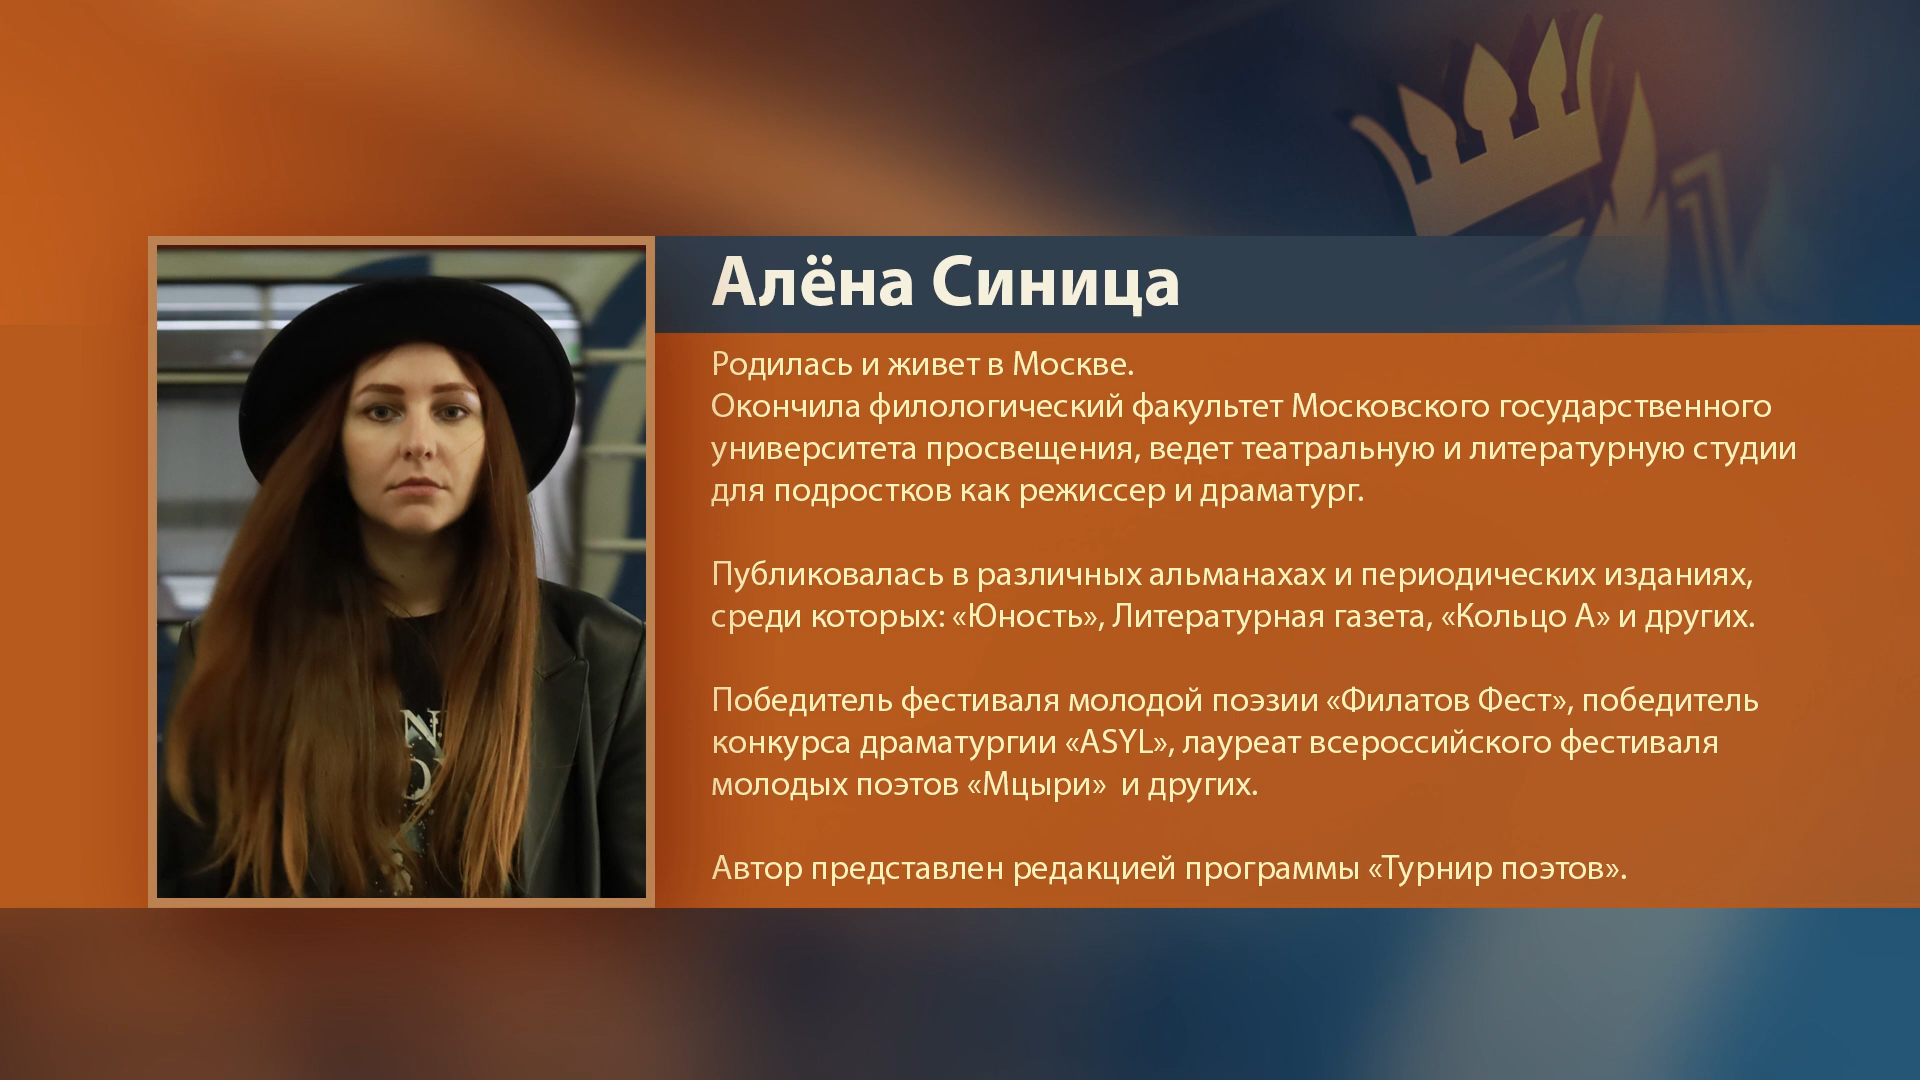 Алёна Синица
Родилась и живет в Москве.
Окончила филологический факультет Московского государственного
университета просвещения, ведет театральную и литературную студии
для подростков как режиссер и драматург.
Публиковалась в различных альманахах и периодических изданиях,
среди которых: «Юность», Литературная газета, «Кольцо А» и других.
Победитель фестиваля молодой поэзии «Филатов Фест», победитель
конкурса драматургии «ASYL», лауреат всероссийского фестиваля
молодых поэтов «Мцыри»  и других.
Автор представлен редакцией программы «Турнир поэтов».